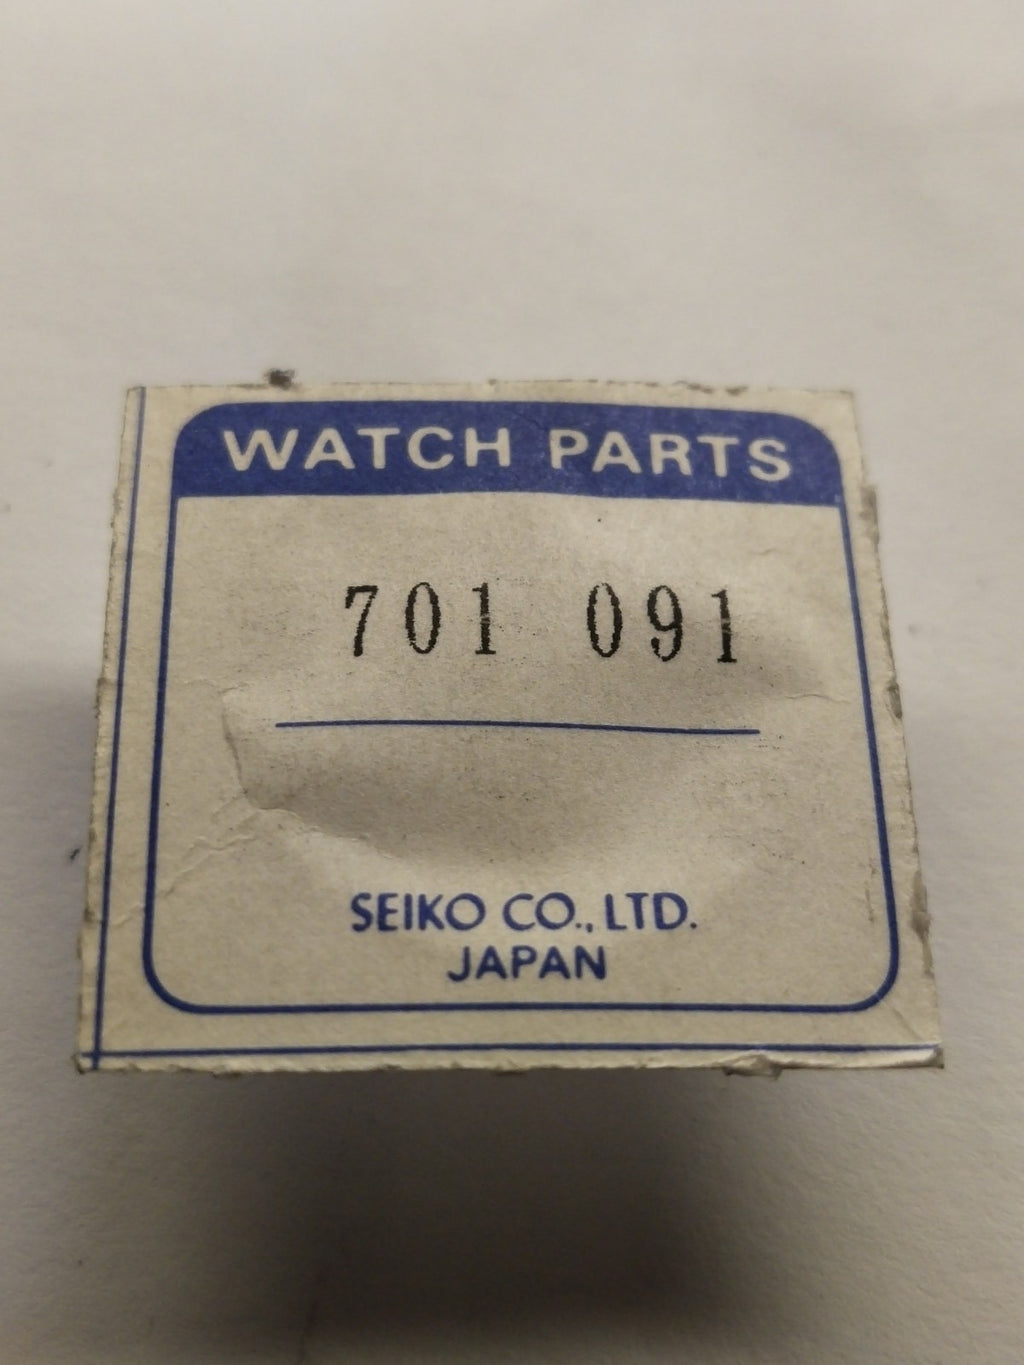 WATCH PARTS
701 091
SEIKO CO., LTD.
JAPAN